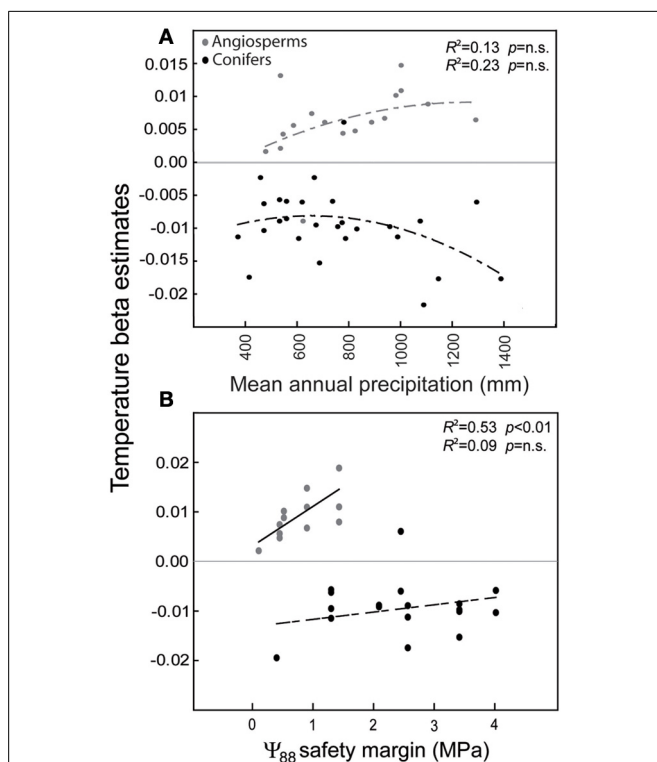 A
Angiosperms
Conifers
R²=0.13 p=n.s.
R²=0.23 p=n.s.
0.015
0.01
0.005
0.00
-0.005
-0.01
-0.015
-0.02
400
600
800
1000
1200
1400
Mean annual precipitation (mm)
Temperature beta estimates
B
R²=0.53 p<0.01
R²=0.09 p=n.s.
0.02
0.01
0.00
-0.01
-0.02
0 1 2 3 4
Ψ88 safety margin (MPa)